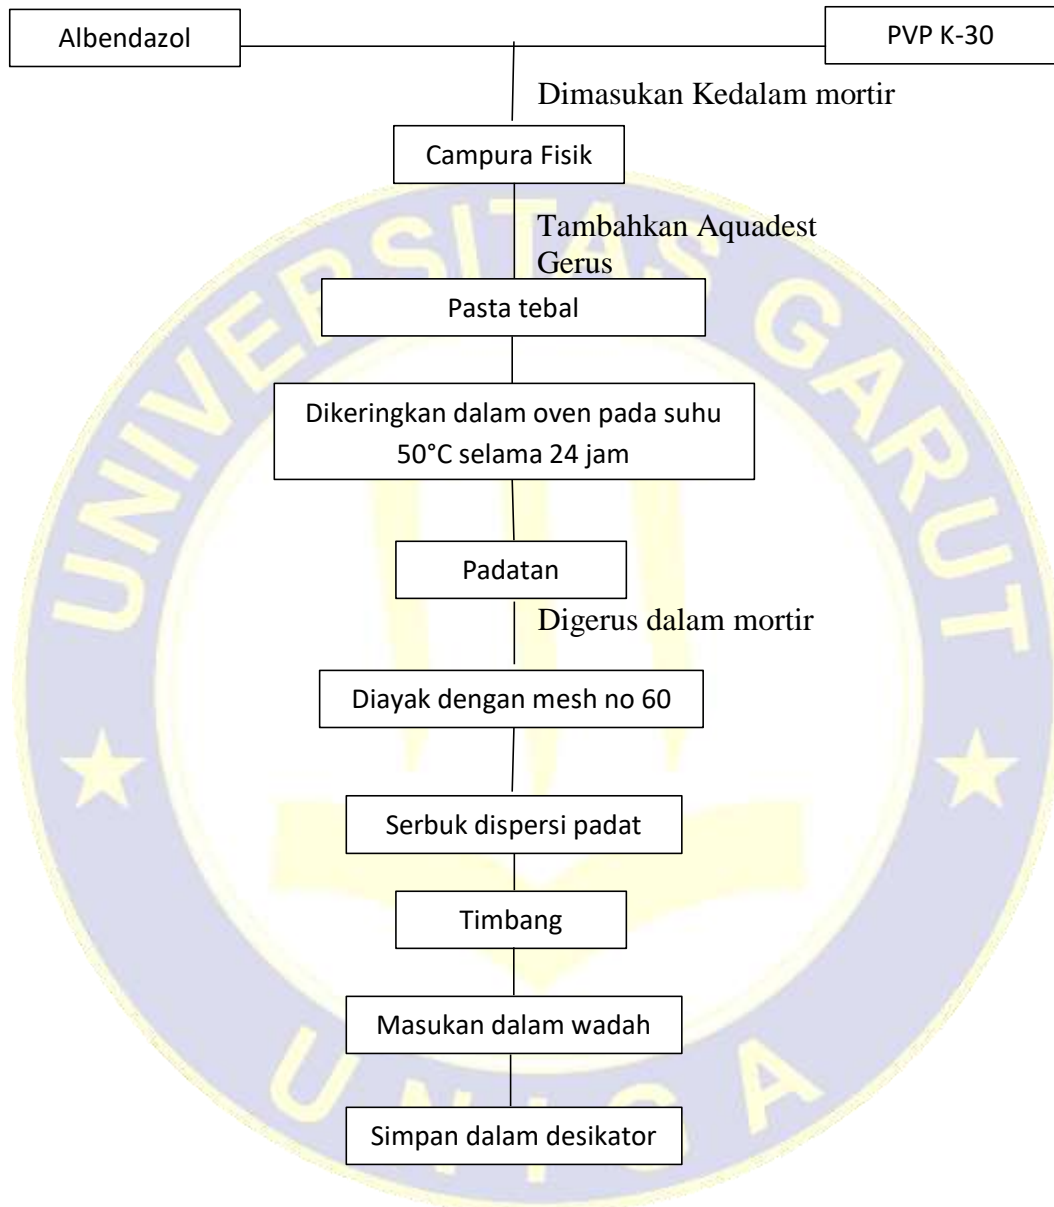 Albendazol
PVP K-30
Dimasukan Kedalam mortir
Campura Fisik
Tambahkan Aquadest
Gerus
Pasta tebal
Dikeringkan dalam oven pada suhu
50°C selama 24 jam
Padatan
Digerus dalam mortir
Diayak dengan mesh no 60
Serbuk dispersi padat
Timbang
Masukan dalam wadah
Simpan dalam desikator
UNIVERSITAS GARUT
UNIGA